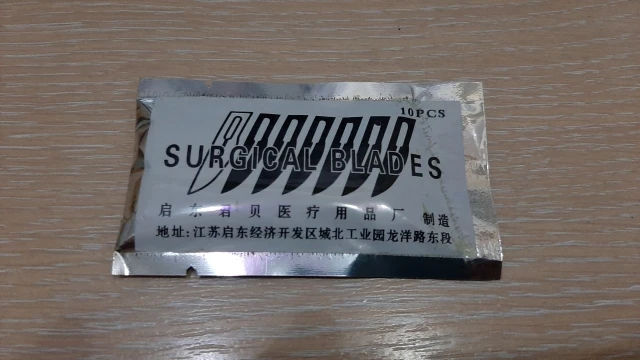 10PCS
SURGICAL BLADES
启东君贝医疗用品厂 制造
地址:江苏启东经济开发区城北工业园龙洋路东段